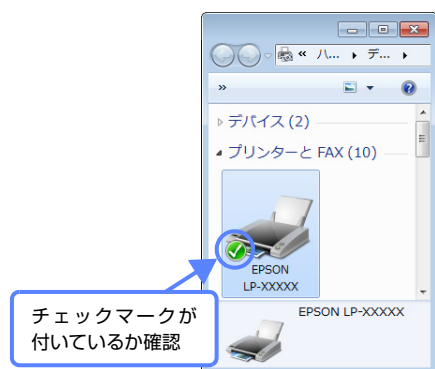 « ハ... ▸ デ... ▸
»
デバイス (2)
プリンターと FAX (10)
EPSON
LP-XXXXX
チェックマークが
付いているか確認
EPSON LP-XXXXX